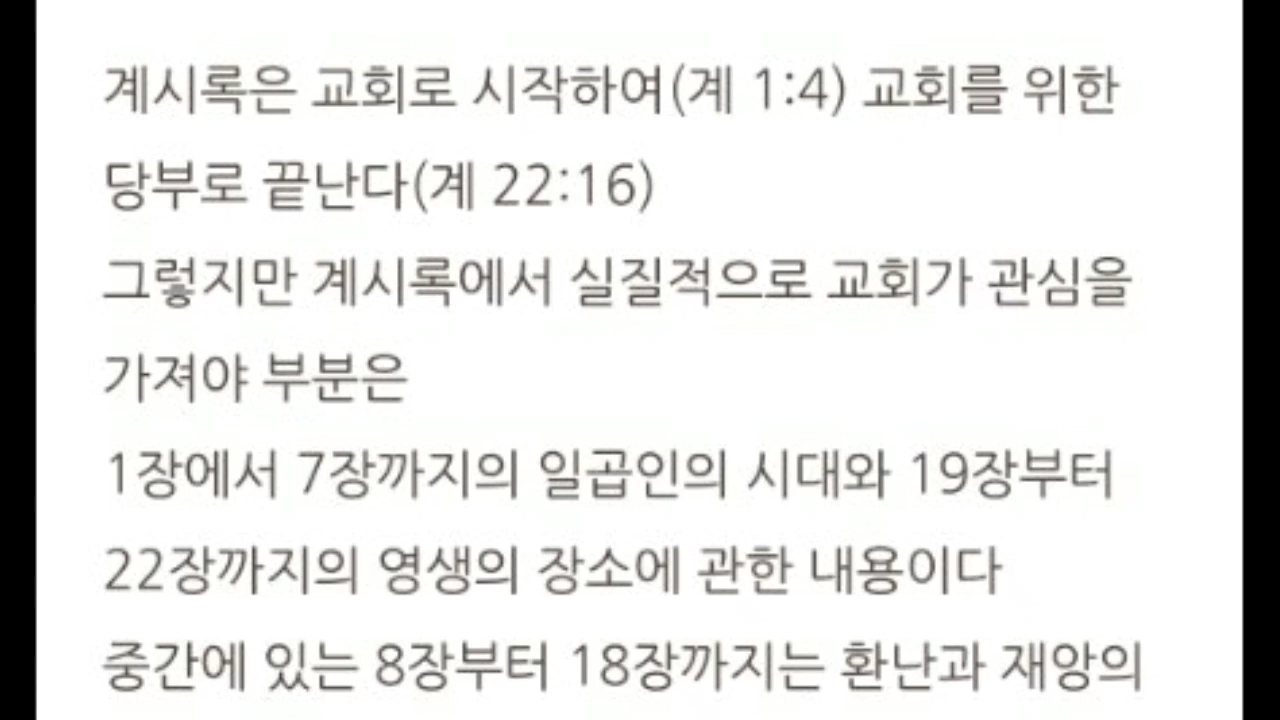 계시록은 교회로 시작하여(계 1:4) 교회를 위한
당부로 끝난다(계 22:16)
그렇지만 계시록에서 실질적으로 교회가 관심을
가져야 부분은
1장에서 7장까지의 일곱인의 시대와 19장부터
22장까지의 영생의 장소에 관한 내용이다
중간에 있는 8장부터 18장까지는 환난과 재앙의